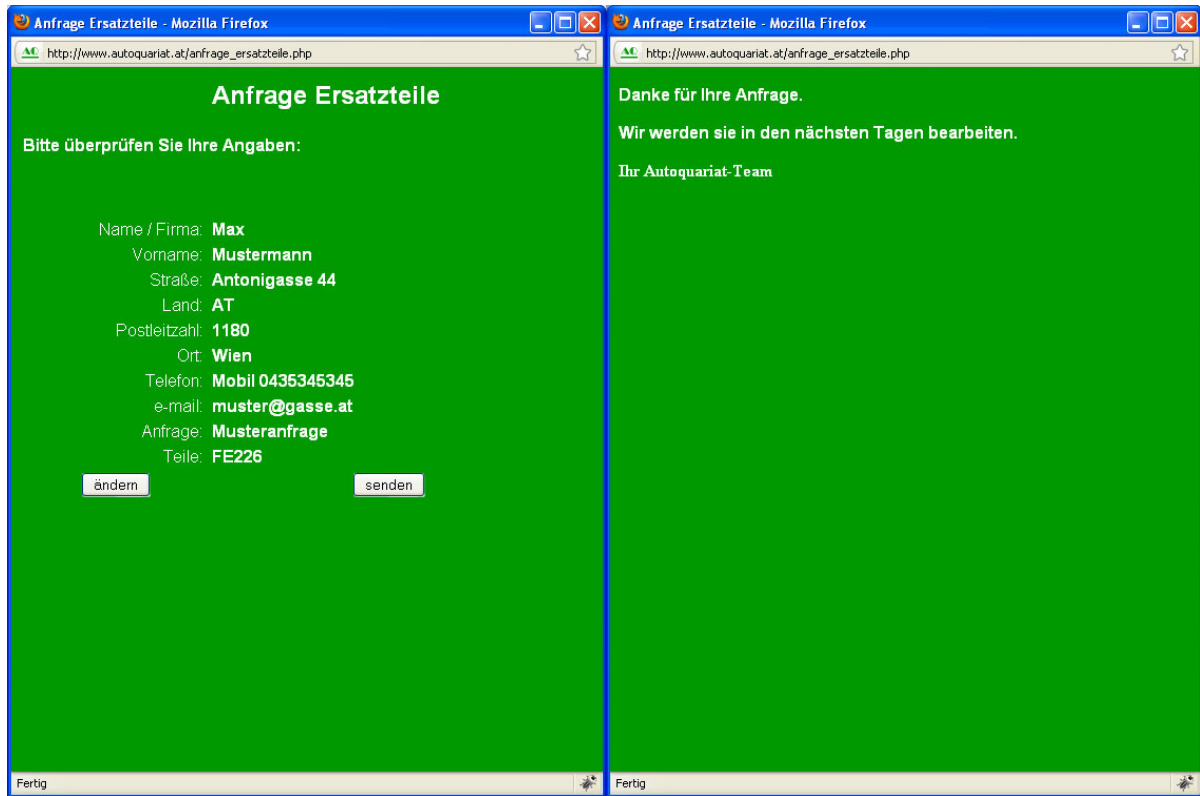 Anfrage Ersatzteile - Mozilla Firefox
http://www.autoquariat.at/anfrage_ersatzteile.php
Anfrage Ersatzteile
Bitte überprüfen Sie Ihre Angaben:
Name / Firma: Max
Vorname: Mustermann
Straße: Antonigasse 44
Land: AT
Postleitzahl: 1180
Ort: Wien
Telefon: Mobil 0435345345
e-mail: muster@gasse.at
Anfrage: Musteranfrage
Teile: FE226
ändern senden
Fertig
Anfrage Ersatzteile - Mozilla Firefox
http://www.autoquariat.at/anfrage_ersatzteile.php
Danke für Ihre Anfrage.
Wir werden sie in den nächsten Tagen bearbeiten.
Ihr Autoquariat-Team
Fertig